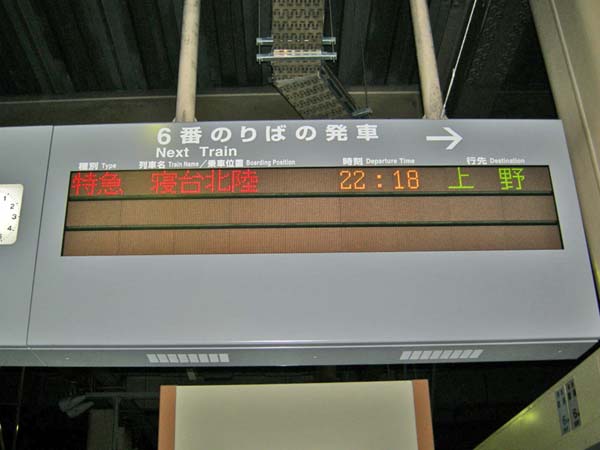 6番のりばの発車 →
Next Train
種別 Type 列車名 Train Name／乗車位置 Boarding Position 時刻 Departure Time 行先 Destination
特急 寝台北陸 22:18 上野